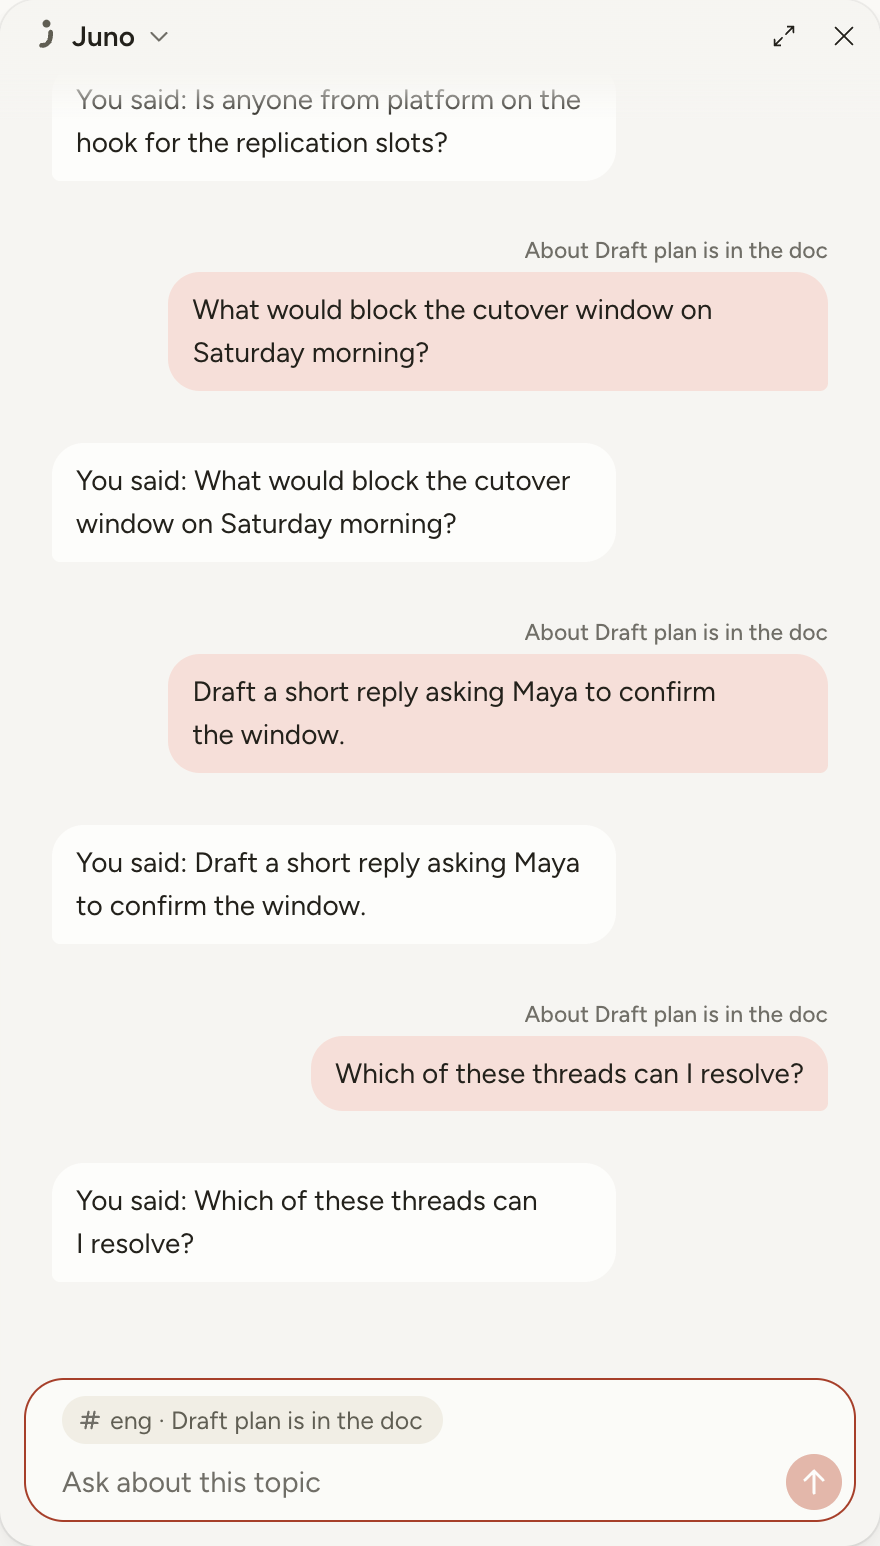 Juno
You said: Is anyone from platform on the
hook for the replication slots?
About Draft plan is in the doc
What would block the cutover window on
Saturday morning?
You said: What would block the cutover
window on Saturday morning?
About Draft plan is in the doc
Draft a short reply asking Maya to confirm
the window.
You said: Draft a short reply asking Maya
to confirm the window.
About Draft plan is in the doc
Which of these threads can I resolve?
You said: Which of these threads can
I resolve?
# eng · Draft plan is in the doc
Ask about this topic